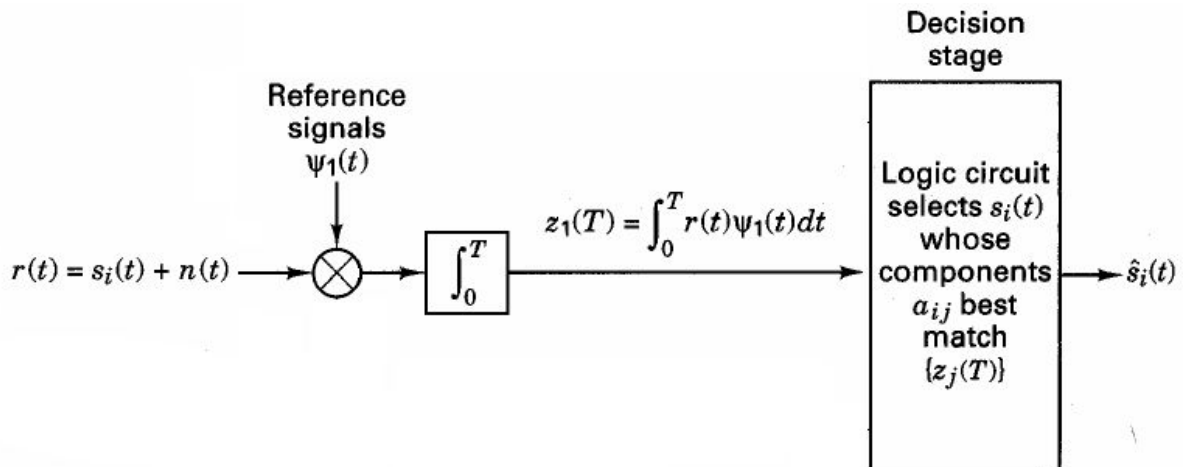 Decision
stage
Reference
signals
ψ₁(t)
r(t) = sᵢ(t) + n(t)
∫₀ᵀ
z₁(T) = ∫₀ᵀ r(t)ψ₁(t)dt
Logic circuit
selects sᵢ(t)
whose
components
aᵢⱼ best
match
{zⱼ(T)}
ŝᵢ(t)